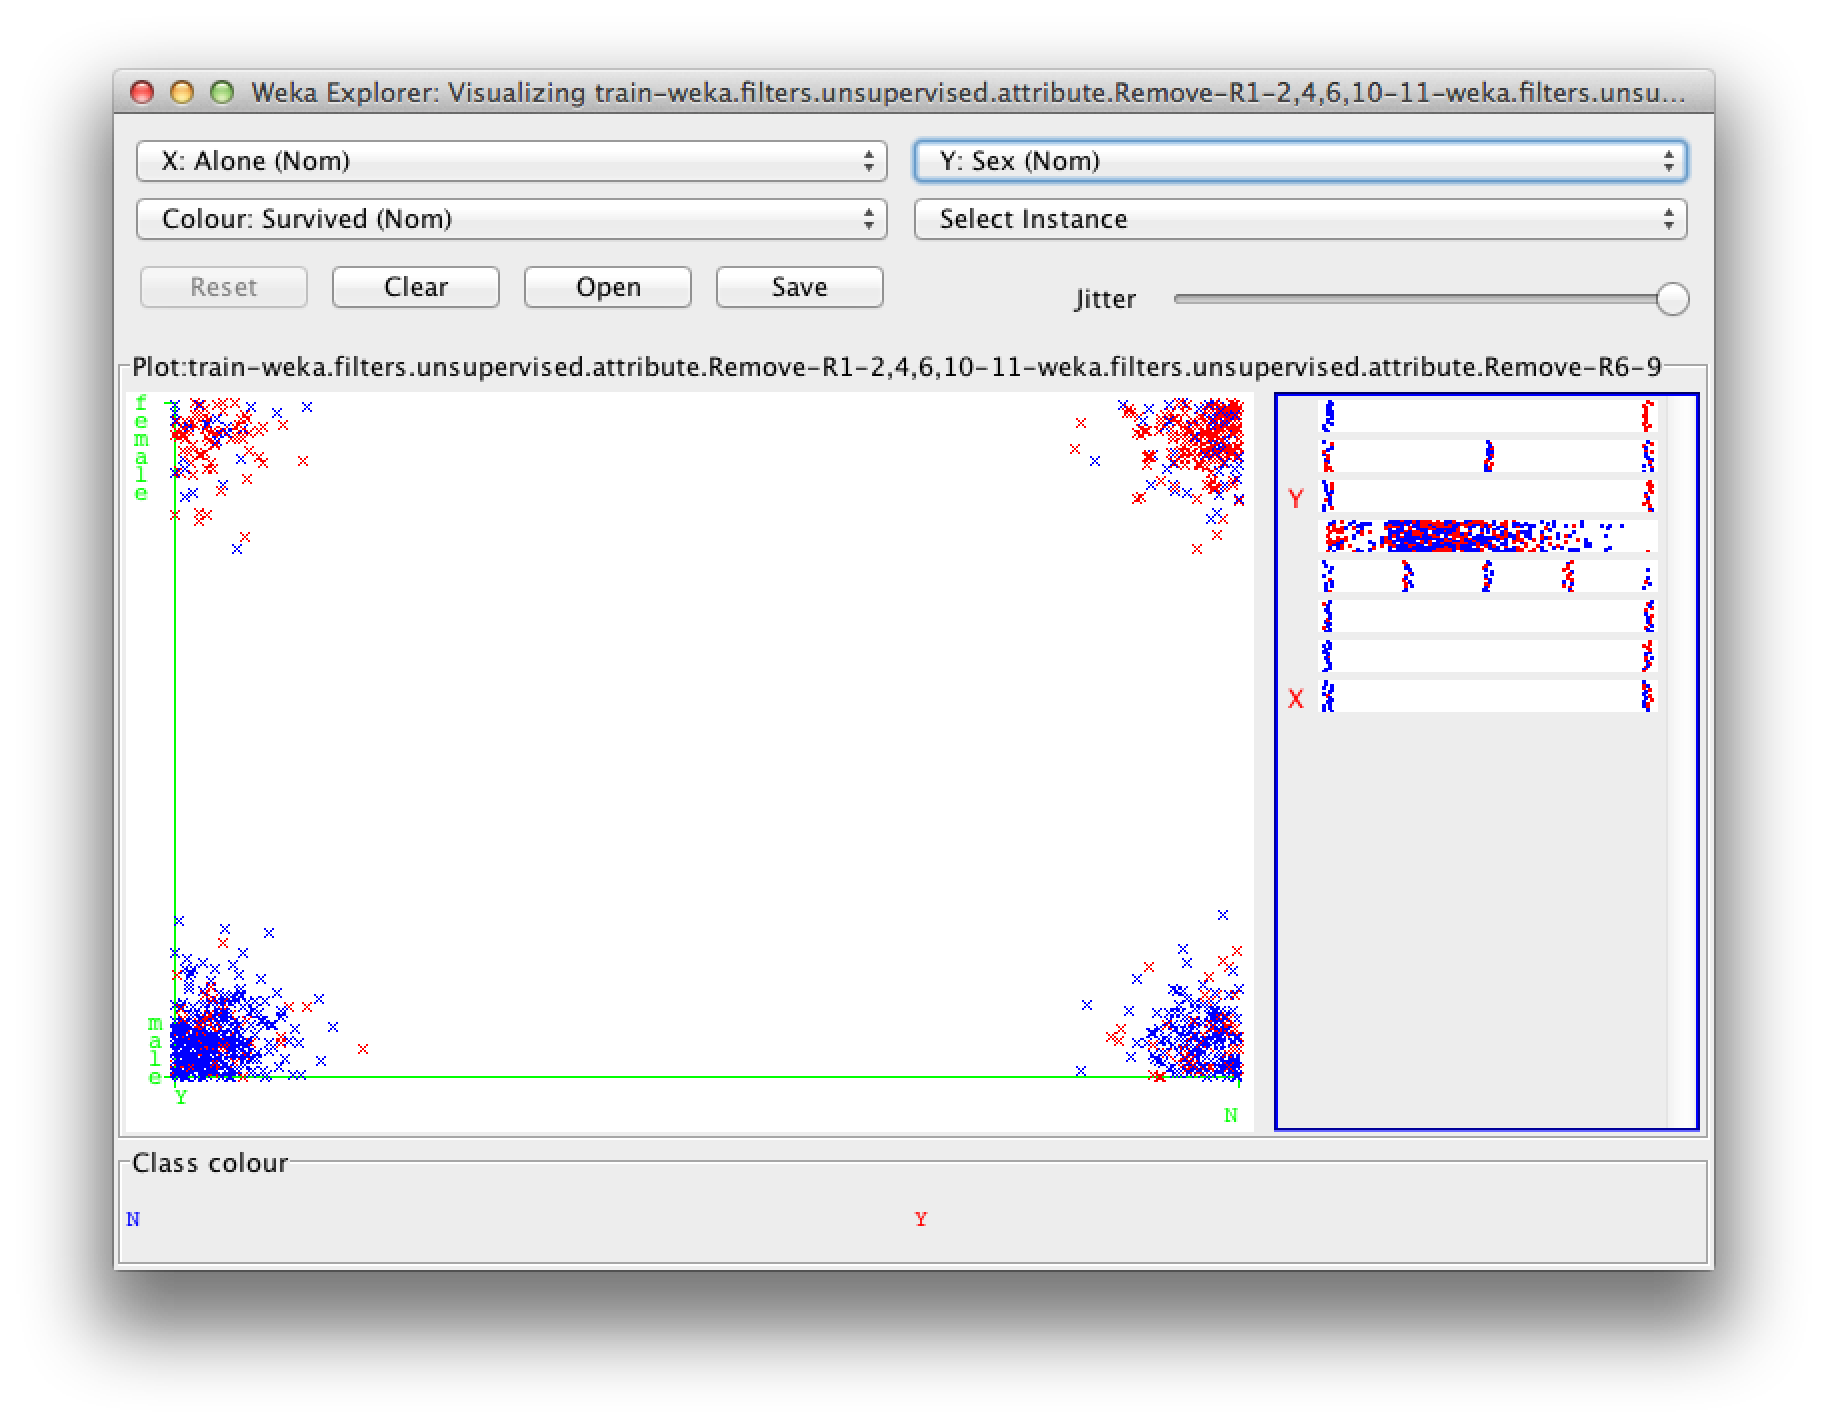 Weka Explorer: Visualizing train-weka.filters.unsupervised.attribute.Remove-R1-2,4,6,10-11-weka.filters.unsu...
X: Alone (Nom)
Y: Sex (Nom)
Colour: Survived (Nom)
Select Instance
Reset
Clear
Open
Save
Jitter
Plot:train-weka.filters.unsupervised.attribute.Remove-R1-2,4,6,10-11-weka.filters.unsupervised.attribute.Remove-R6-9
female
male
Y
N
Y
X
Class colour
N
Y